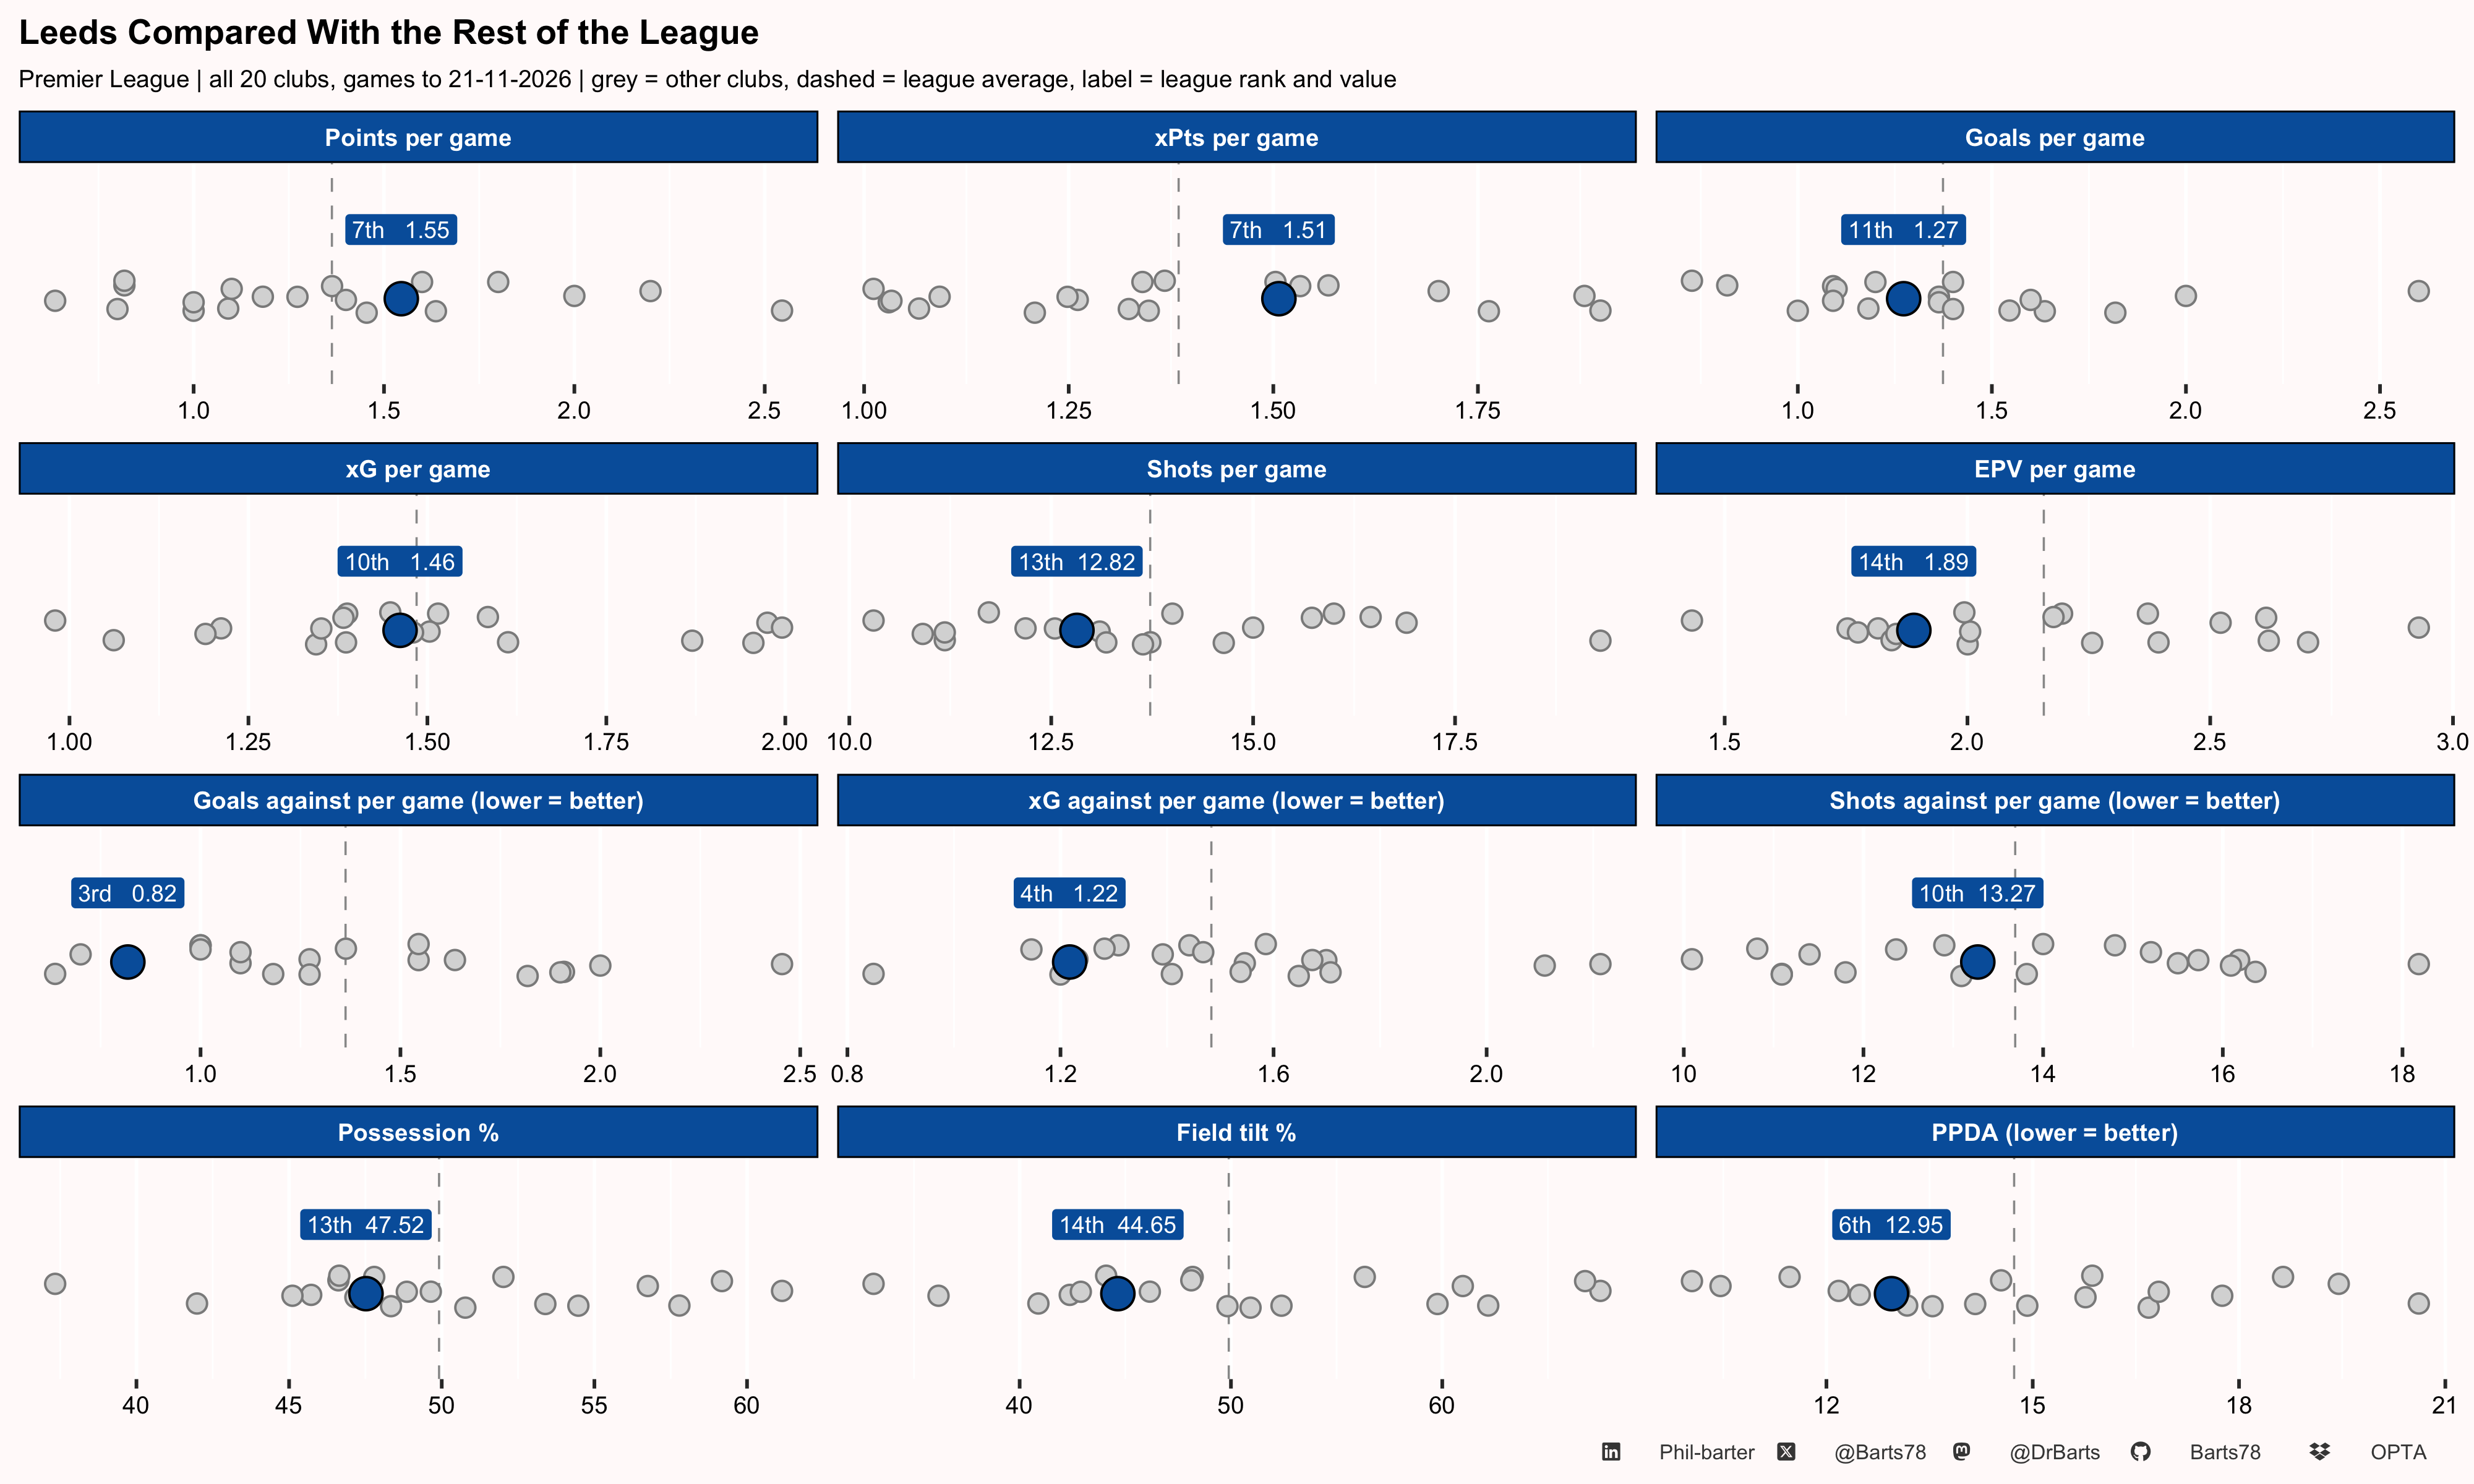 Leeds Compared With the Rest of the League
Premier League | all 20 clubs, games to 21-11-2026 | grey = other clubs, dashed = league average, label = league rank and value
Points per game
xPts per game
Goals per game
7th 1.55
7th 1.51
11th 1.27
1.0 1.5 2.0 2.5
1.00 1.25 1.50 1.75
1.0 1.5 2.0 2.5
xG per game
Shots per game
EPV per game
10th 1.46
13th 12.82
14th 1.89
1.00 1.25 1.50 1.75 2.00
10.0 12.5 15.0 17.5
1.5 2.0 2.5 3.0
Goals against per game (lower = better)
xG against per game (lower = better)
Shots against per game (lower = better)
3rd 0.82
4th 1.22
10th 13.27
1.0 1.5 2.0 2.5
0.8 1.2 1.6 2.0
10 12 14 16 18
Possession %
Field tilt %
PPDA (lower = better)
13th 47.52
14th 44.65
6th 12.95
40 45 50 55 60
40 50 60
12 15 18 21
Phil-barter @Barts78 @DrBarts Barts78 OPTA